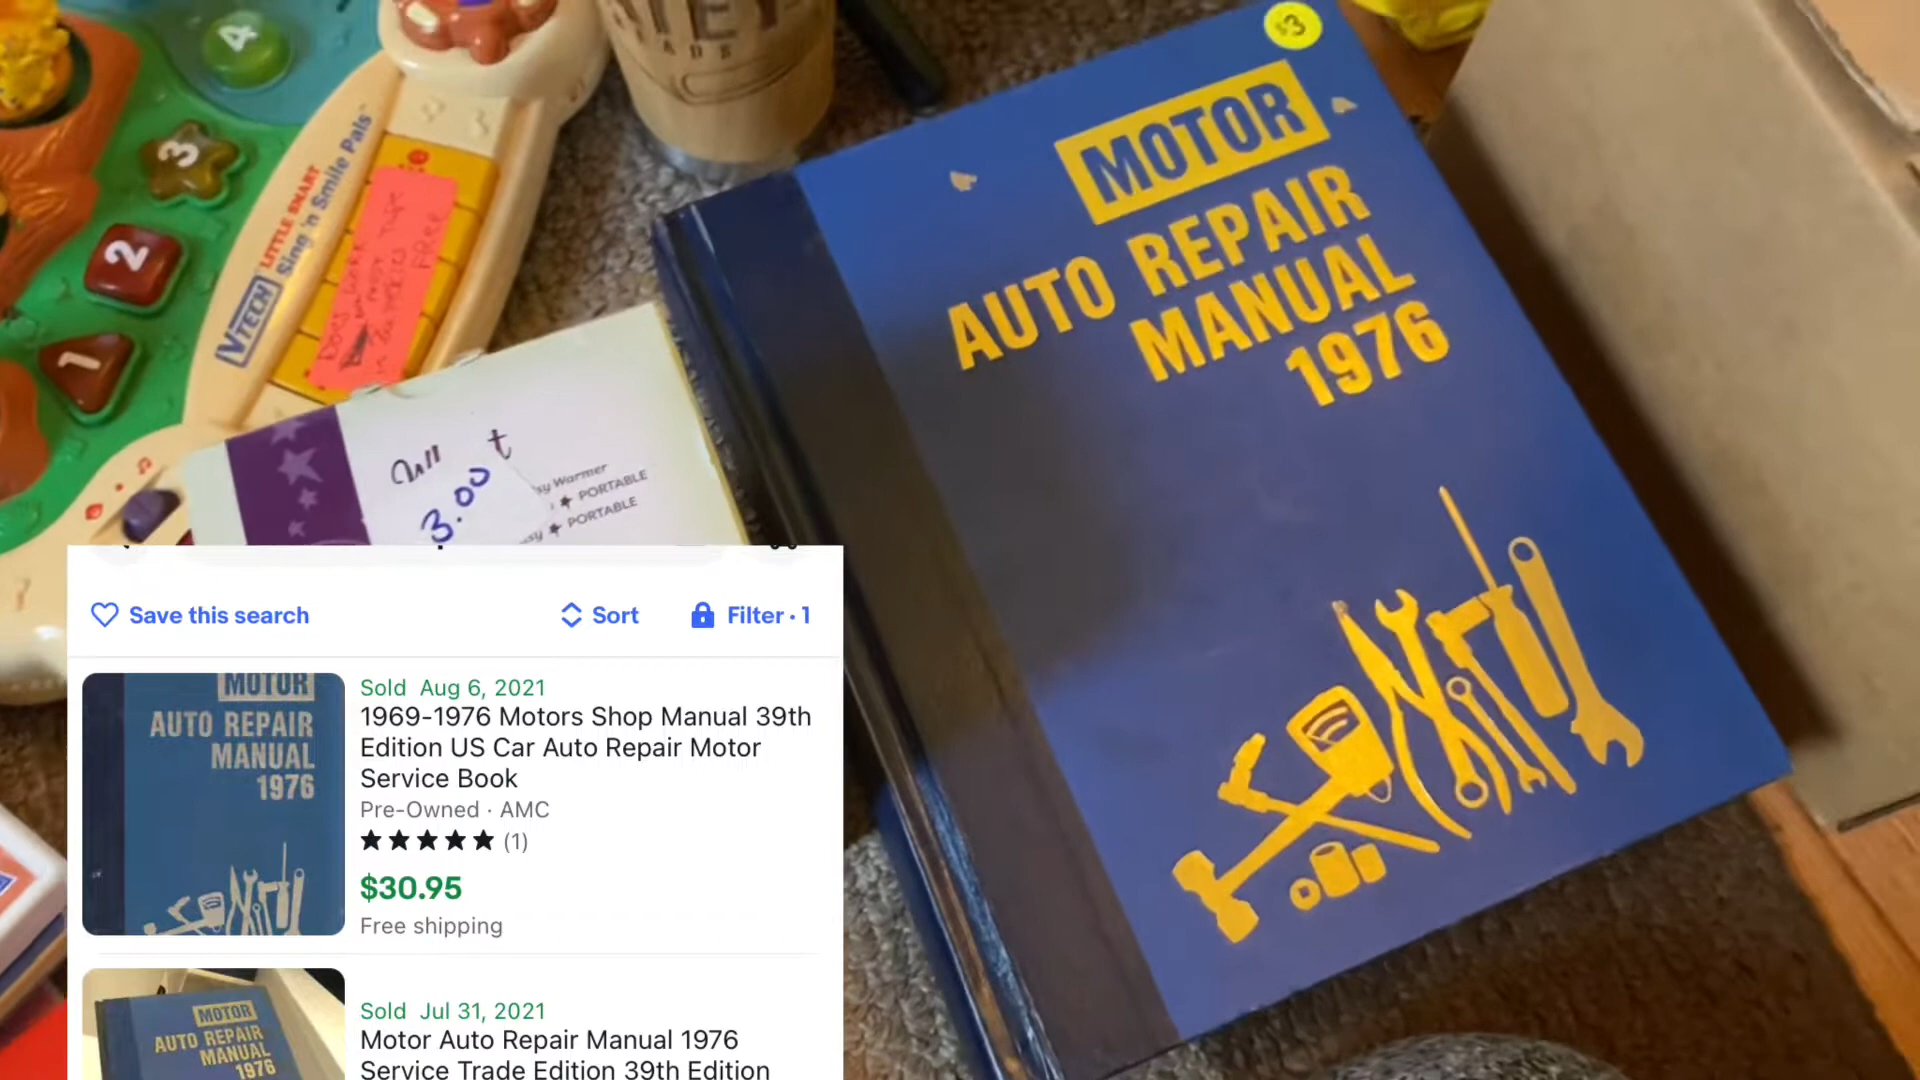 4
3
2
1
VTECH
LITTLE SMART
Sing 'n Smile Pals
$3
MOTOR
AUTO REPAIR
MANUAL
1976
3.00
PORTABLE
PORTABLE
Save this search
Sort
Filter · 1
MOTOR
AUTO REPAIR
MANUAL
1976
Sold Aug 6, 2021
1969-1976 Motors Shop Manual 39th
Edition US Car Auto Repair Motor
Service Book
Pre-Owned · AMC
(1)
$30.95
Free shipping
MOTOR
AUTO REPAIR
MANUAL
1976
Sold Jul 31, 2021
Motor Auto Repair Manual 1976
Service Trade Edition 39th Edition